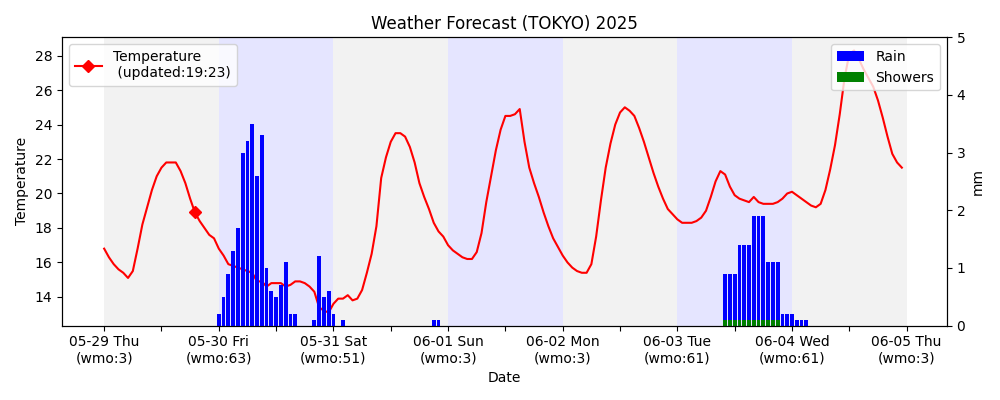 Weather Forecast (TOKYO) 2025
Temperature
(updated:19:23)
Rain
Showers
Temperature
28
26
24
22
20
18
16
14
5
4
3
2
1
0
mm
05-29 Thu
(wmo:3)
05-30 Fri
(wmo:63)
05-31 Sat
(wmo:51)
06-01 Sun
(wmo:3)
06-02 Mon
(wmo:3)
06-03 Tue
(wmo:61)
06-04 Wed
(wmo:61)
06-05 Thu
(wmo:3)
Date